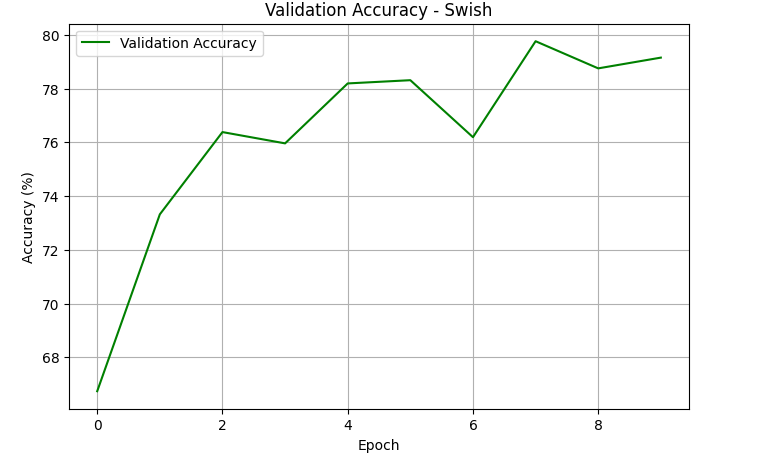 Validation Accuracy - Swish
Validation Accuracy
Accuracy (%)
80
78
76
74
72
70
68
0 2 4 6 8
Epoch